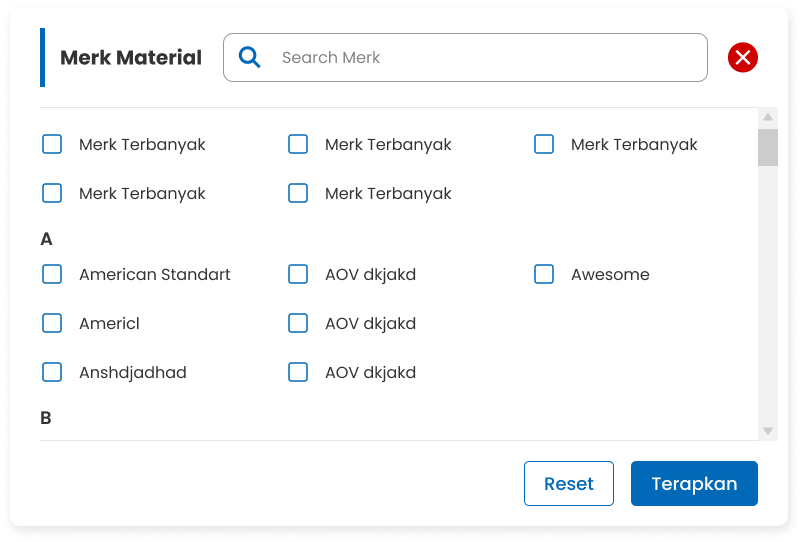 Merk Material
Search Merk
Merk Terbanyak Merk Terbanyak Merk Terbanyak
Merk Terbanyak Merk Terbanyak
A
American Standart AOV dkjakd Awesome
Americl AOV dkjakd
Anshdjadhad AOV dkjakd
B
Reset Terapkan